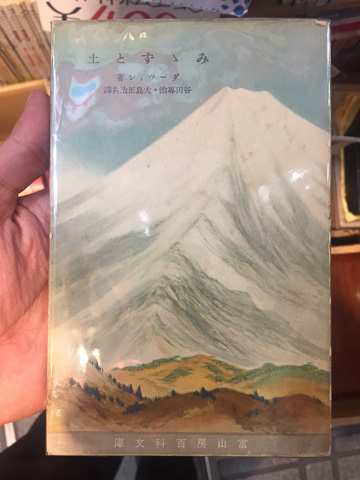 みゝずと土
ダーウィン著
谷田專治・大島正滿共譯
冨山房百科文庫